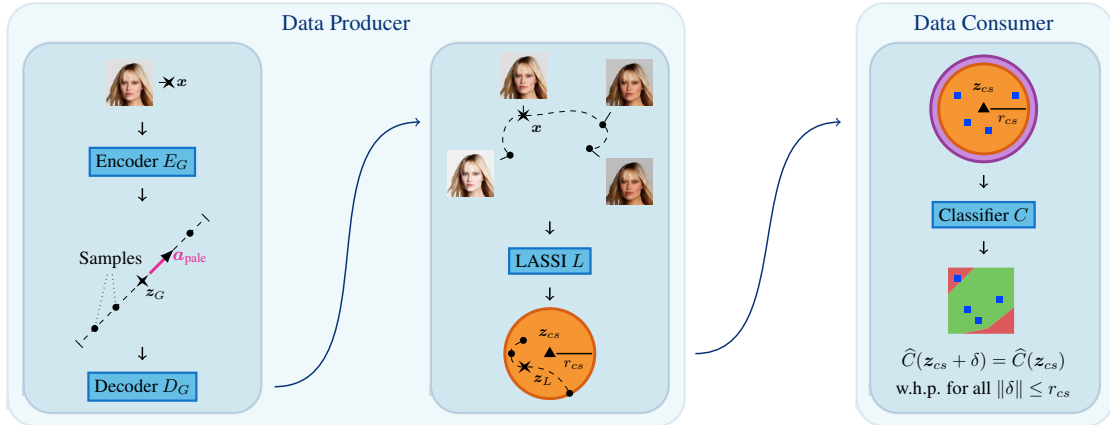 Data Producer
x
Encoder E_G
Samples
a_pale
z_G
Decoder D_G
x
LASSI L
z_cs
r_cs
z_L
Data Consumer
z_cs
r_cs
Classifier C
Ĉ(z_cs + δ) = Ĉ(z_cs)
w.h.p. for all ‖δ‖ ≤ r_cs